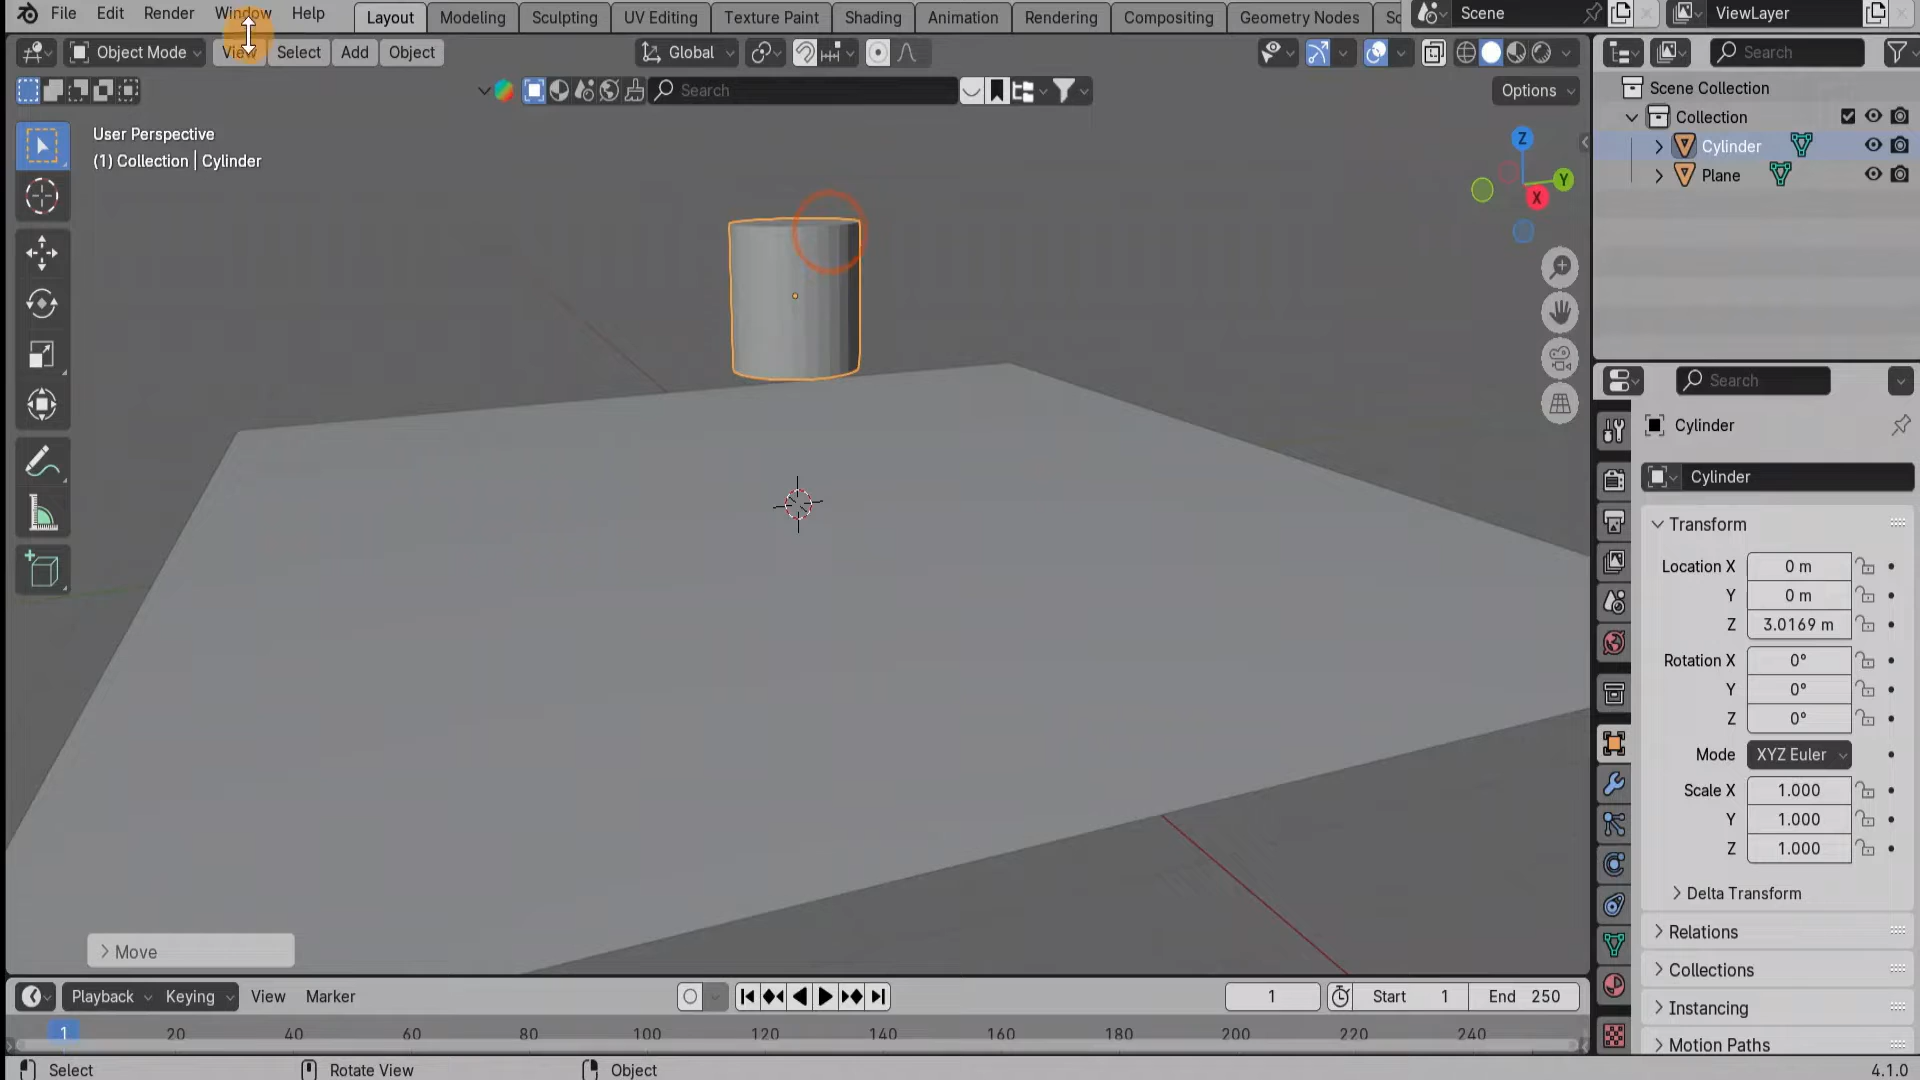 File Edit Render Window Help Layout Modeling Sculpting UV Editing Texture Paint Shading Animation Rendering Compositing Geometry Nodes Sc Scene ViewLayer
Object Mode View Select Add Object Global Search
Search Options
User Perspective
(1) Collection | Cylinder
Z
Y
X
Move
Scene Collection
Collection
Cylinder
Plane
Search
Cylinder
Cylinder
Transform
Location X 0 m
Y 0 m
Z 3.0169 m
Rotation X 0°
Y 0°
Z 0°
Mode XYZ Euler
Scale X 1.000
Y 1.000
Z 1.000
Delta Transform
Relations
Collections
Instancing
Motion Paths
Playback Keying View Marker 1 Start 1 End 250
1 20 40 60 80 100 120 140 160 180 200 220 240
Select Rotate View Object 4.1.0